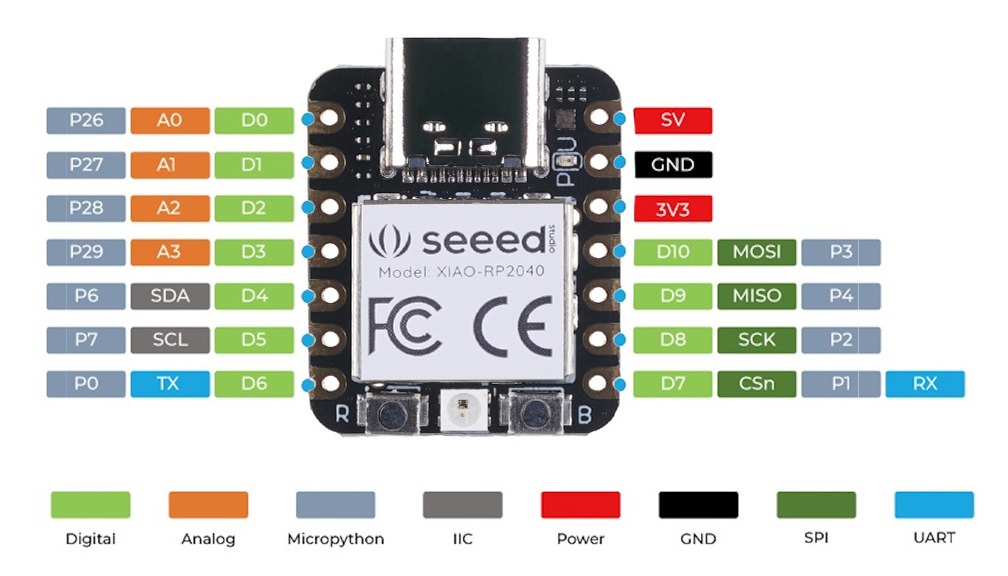 P26 A0 D0 SV
P27 A1 D1 GND
P28 A2 D2 3V3
P29 A3 D3 D10 MOSI P3
P6 SDA D4 D9 MISO P4
P7 SCL D5 D8 SCK P2
P0 TX D6 D7 CSn P1 RX
U
P
seeed studio
Model: XIAO-RP2040
FC CE
R B
Digital Analog Micropython IIC Power GND SPI UART